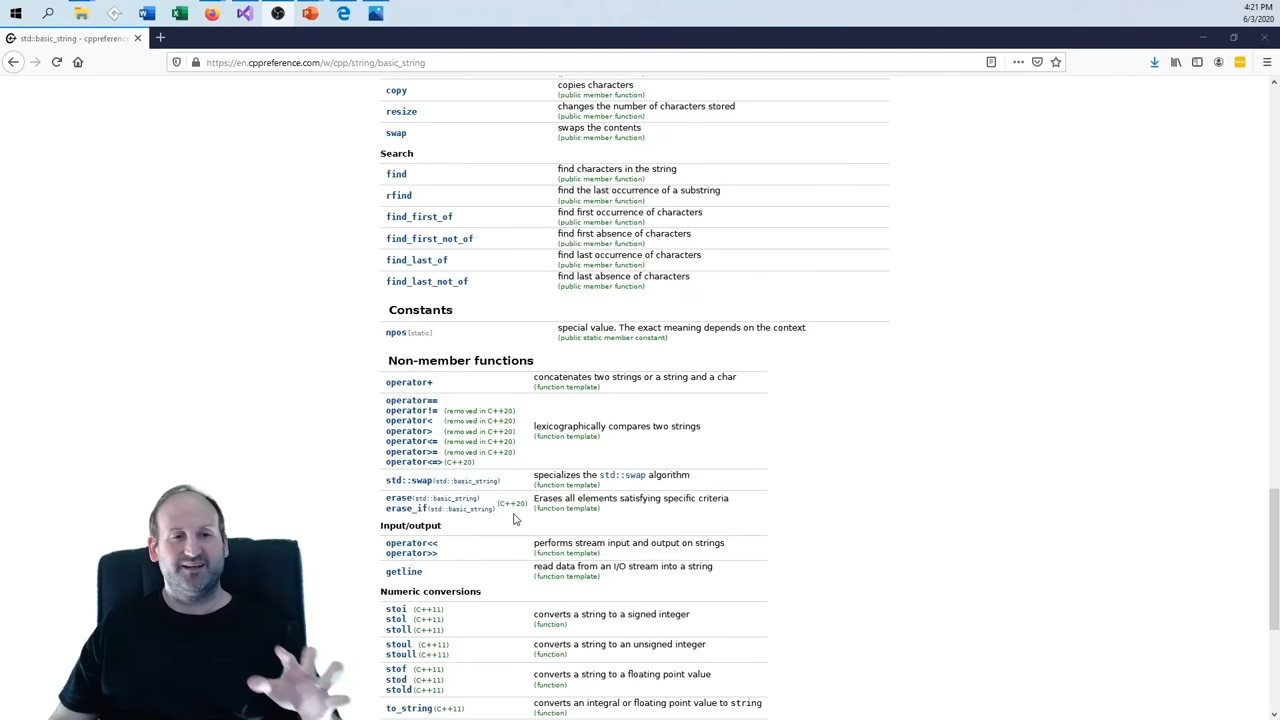 4:21 PM
6/3/2020
std::basic_string - cppreference
https://en.cppreference.com/w/cpp/string/basic_string
copy copies characters
(public member function)
resize changes the number of characters stored
(public member function)
swap swaps the contents
(public member function)
Search
find find characters in the string
(public member function)
rfind find the last occurrence of a substring
(public member function)
find_first_of find first occurrence of characters
(public member function)
find_first_not_of find first absence of characters
(public member function)
find_last_of find last occurrence of characters
(public member function)
find_last_not_of find last absence of characters
(public member function)
Constants
npos[static] special value. The exact meaning depends on the context
(public static member constant)
Non-member functions
operator+ concatenates two strings or a string and a char
(function template)
operator==
operator!= (removed in C++20)
operator< (removed in C++20)
operator> (removed in C++20)
operator<= (removed in C++20)
operator>= (removed in C++20)
operator<=>(C++20)
lexicographically compares two strings
(function template)
std::swap(std::basic_string) specializes the std::swap algorithm
(function template)
erase(std::basic_string)
erase_if(std::basic_string)
(C++20) Erases all elements satisfying specific criteria
(function template)
Input/output
operator<<
operator>>
performs stream input and output on strings
(function template)
getline read data from an I/O stream into a string
(function template)
Numeric conversions
stoi (C++11)
stol (C++11)
stoll(C++11)
converts a string to a signed integer
(function)
stoul (C++11)
stoull(C++11)
converts a string to an unsigned integer
(function)
stof (C++11)
stod (C++11)
stold(C++11)
converts a string to a floating point value
(function)
to_string(C++11) converts an integral or floating point value to string
(function)